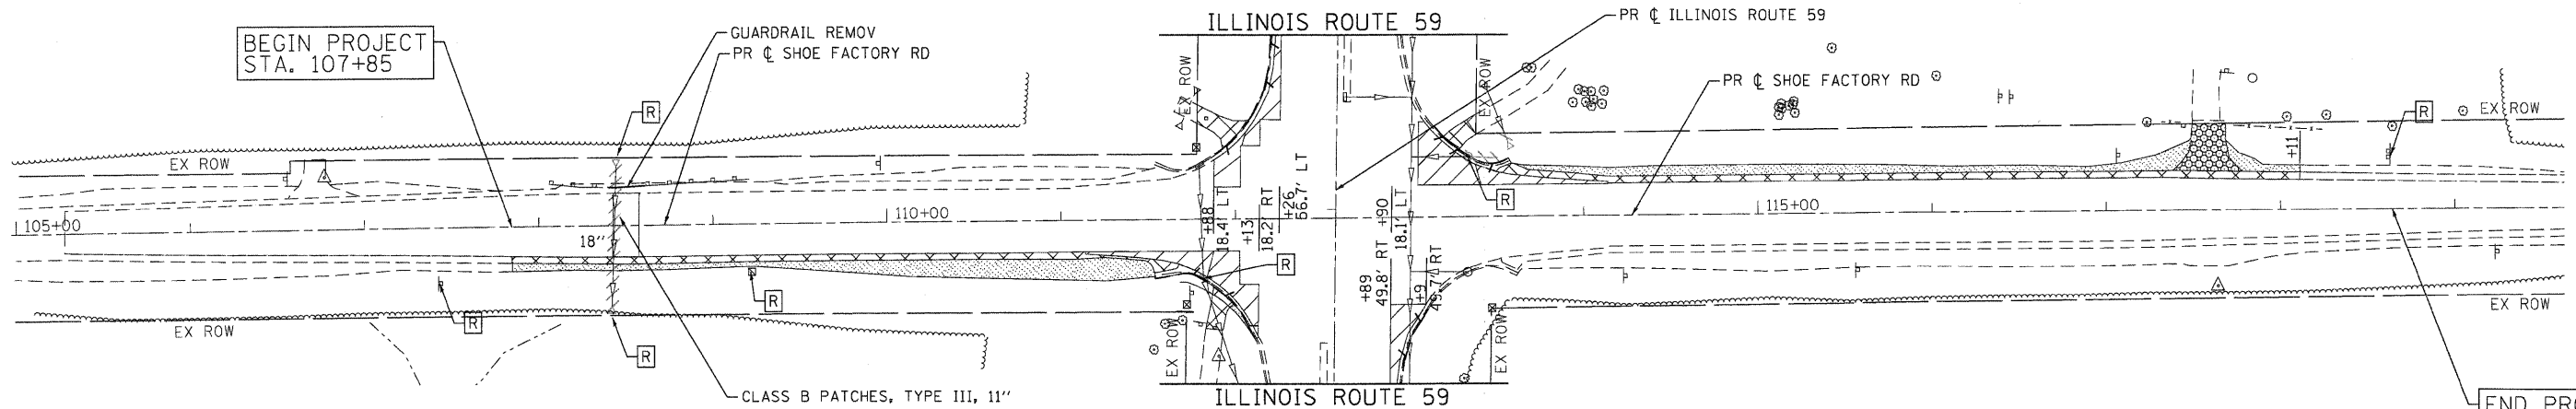 ILLINOIS ROUTE 59
PR ℄ ILLINOIS ROUTE 59
BEGIN PROJECT
STA. 107+85
GUARDRAIL REMOV
PR ℄ SHOE FACTORY RD
EX ROW
EX ROW
PR ℄ SHOE FACTORY RD
R
R
EX ROW
EX ROW
+11
R
105+00
110+00
115+00
18"
+88
18.4' LT
+13
18.2' RT
+26
56.7' LT
+90
18.1' LT
R
+89
49.8' RT
+9
49.7' RT
R
R
EX ROW
R
EX ROW
EX ROW
EX ROW
CLASS B PATCHES, TYPE III, 11"
ILLINOIS ROUTE 59
END PR